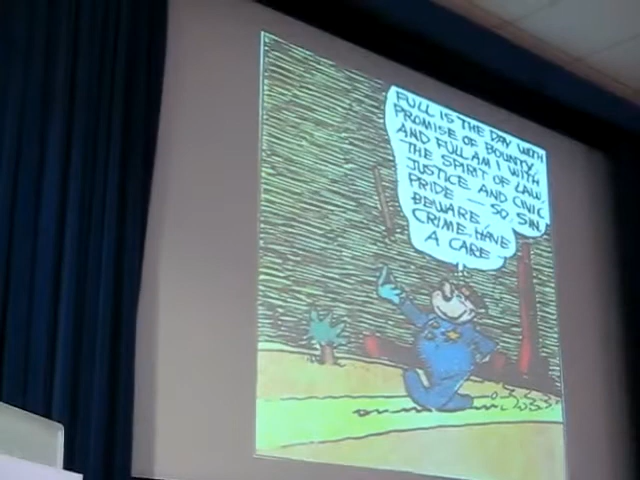 FULL IS THE DAY WITH
PROMISE OF BOUNTY,
AND FULL AM I WITH
THE SPIRIT OF LAW,
JUSTICE AND CIVIC
PRIDE — SO, SIN,
BEWARE,
CRIME, HAVE
A CARE